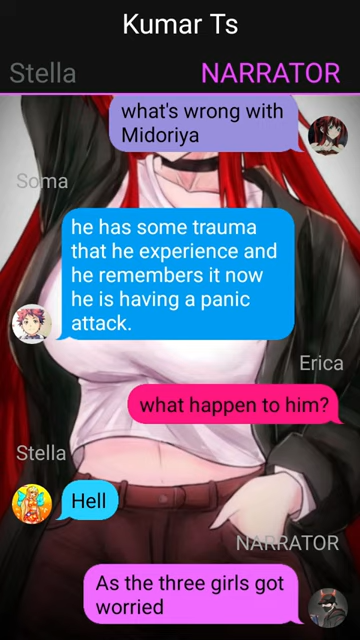 Kumar Ts
Stella
NARRATOR
what's wrong with
Midoriya
Soma
he has some trauma
that he experience and
he remembers it now
he is having a panic
attack.
Erica
what happen to him?
Stella
Hell
NARRATOR
As the three girls got
worried